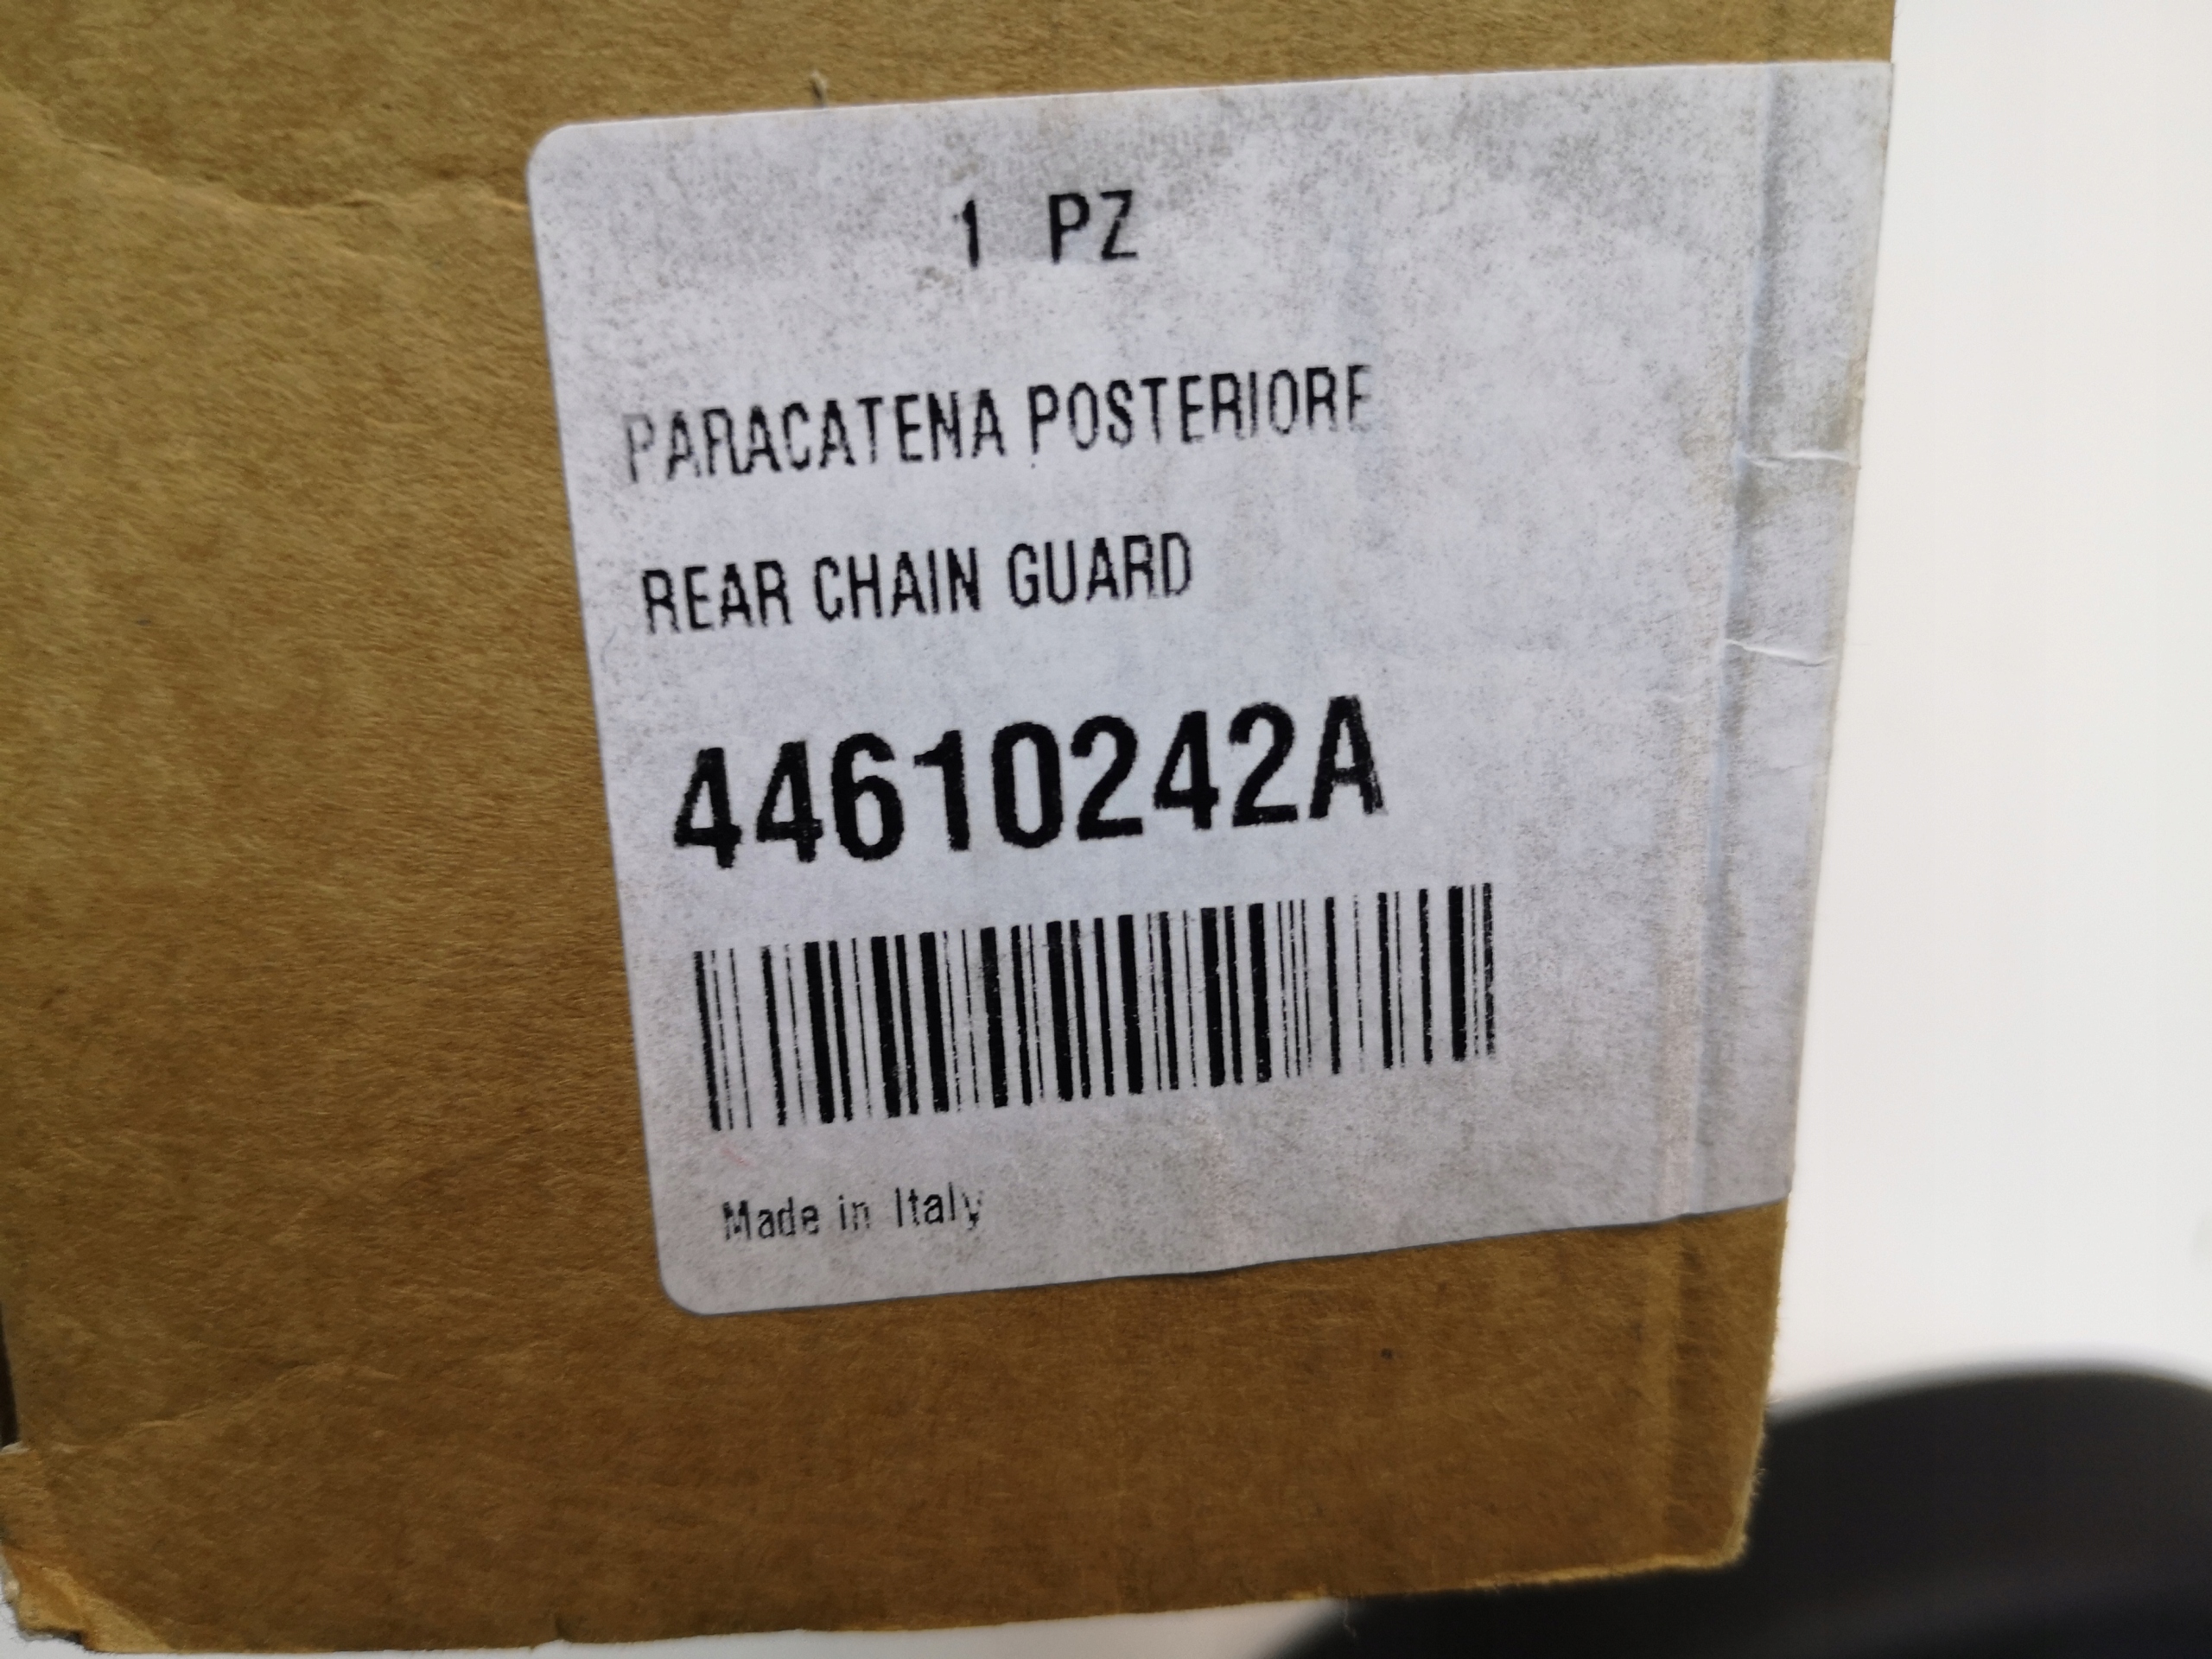 1 PZ
PARACATENA POSTERIORE
REAR CHAIN GUARD
44610242A
Made in Italy